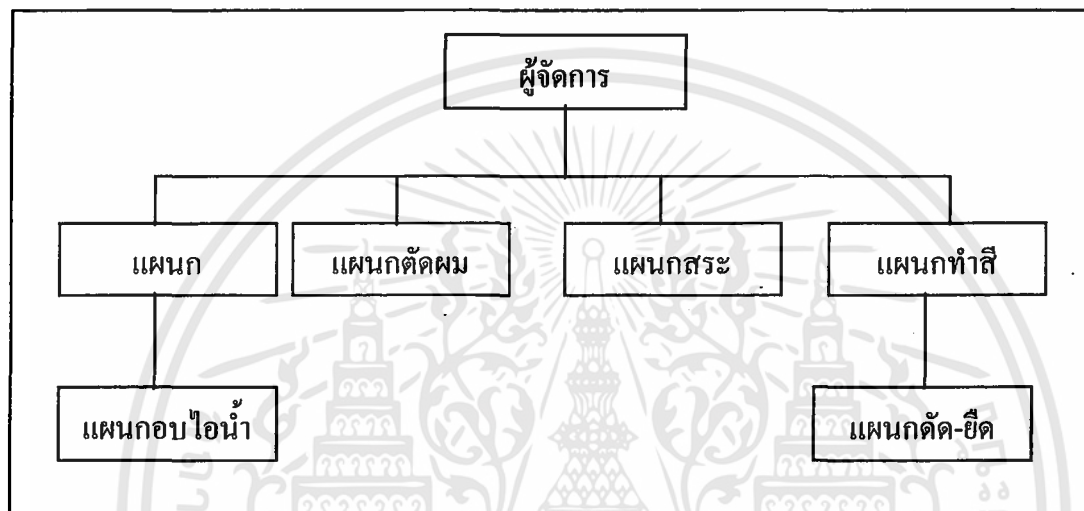 ผู้จัดการ
แผนก
แผนกตัดผม
แผนกสระ
แผนกทำสี
แผนกอบไอน้ำ
แผนกดัด-ยืด